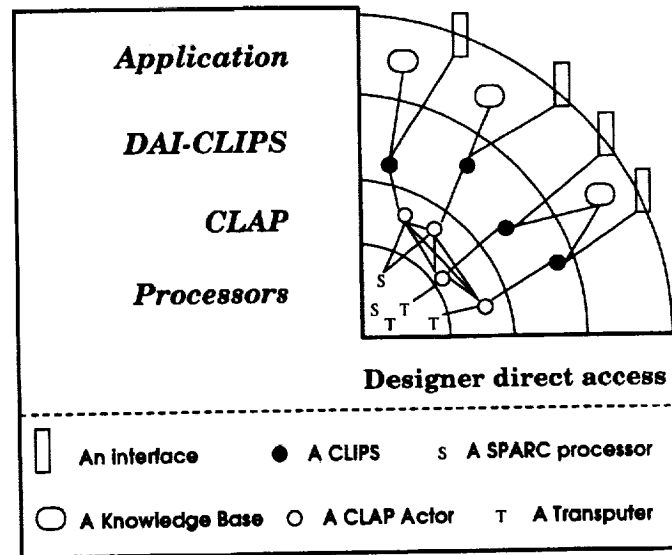 Application
DAI-CLIPS
CLAP
Processors
S
S T
T T
Designer direct access
An interface A CLIPS S A SPARC processor
A Knowledge Base A CLAP Actor T A Transputer